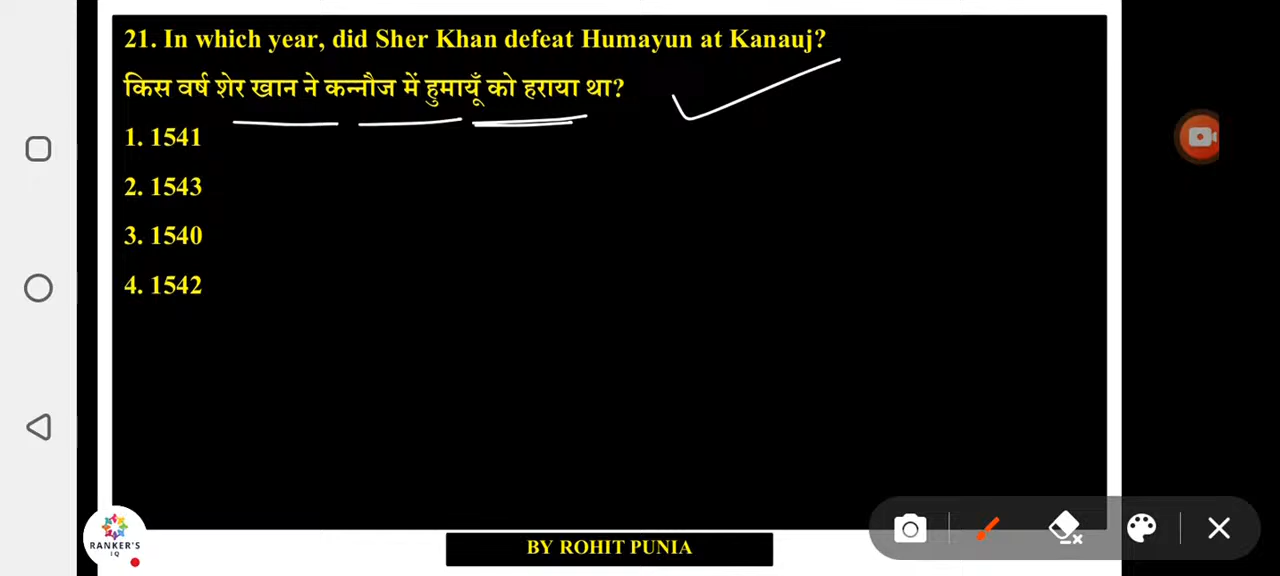 21. In which year, did Sher Khan defeat Humayun at Kanauj?
किस वर्ष शेर खान ने कन्नौज में हुमायूँ को हराया था?
1. 1541
2. 1543
3. 1540
4. 1542
RANKER'S
IQ
BY ROHIT PUNIA